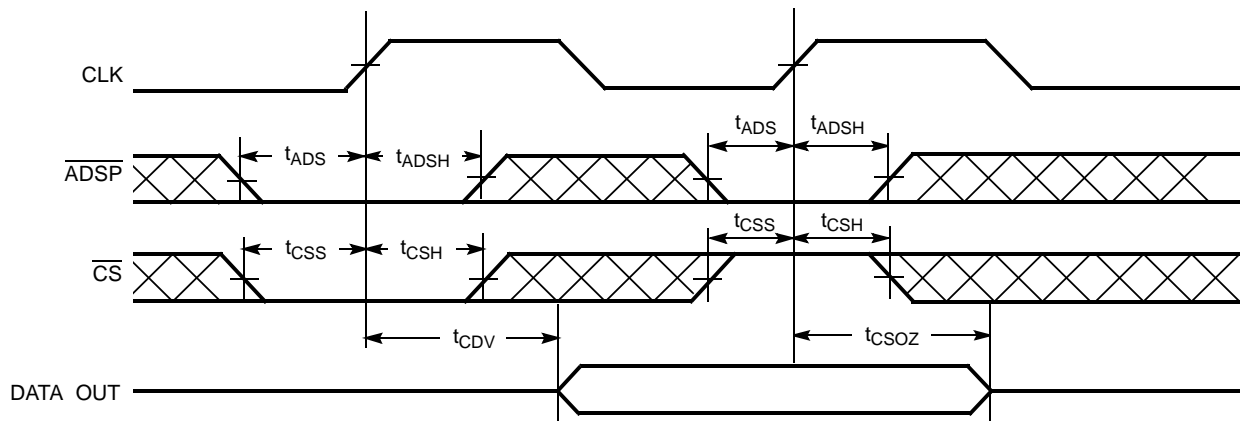 CLK
tADS tADSH
ADSP
tADS tADSH
tCSS tCSH
CS
tCSS tCSH
tCDV
tCSOZ
DATA OUT